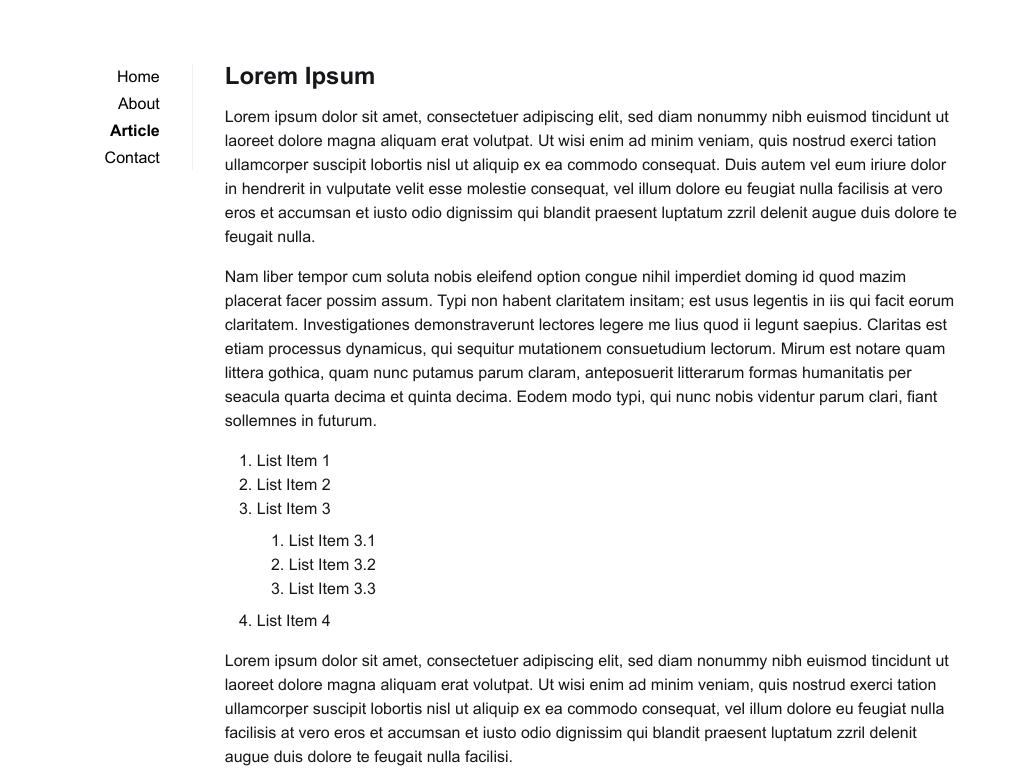 Home
About
Article
Contact
Lorem Ipsum
Lorem ipsum dolor sit amet, consectetuer adipiscing elit, sed diam nonummy nibh euismod tincidunt ut
laoreet dolore magna aliquam erat volutpat. Ut wisi enim ad minim veniam, quis nostrud exerci tation
ullamcorper suscipit lobortis nisl ut aliquip ex ea commodo consequat. Duis autem vel eum iriure dolor
in hendrerit in vulputate velit esse molestie consequat, vel illum dolore eu feugiat nulla facilisis at vero
eros et accumsan et iusto odio dignissim qui blandit praesent luptatum zzril delenit augue duis dolore te
feugait nulla.
Nam liber tempor cum soluta nobis eleifend option congue nihil imperdiet doming id quod mazim
placerat facer possim assum. Typi non habent claritatem insitam; est usus legentis in iis qui facit eorum
claritatem. Investigationes demonstraverunt lectores legere me lius quod ii legunt saepius. Claritas est
etiam processus dynamicus, qui sequitur mutationem consuetudium lectorum. Mirum est notare quam
littera gothica, quam nunc putamus parum claram, anteposuerit litterarum formas humanitatis per
seacula quarta decima et quinta decima. Eodem modo typi, qui nunc nobis videntur parum clari, fiant
sollemnes in futurum.
1. List Item 1
2. List Item 2
3. List Item 3
1. List Item 3.1
2. List Item 3.2
3. List Item 3.3
4. List Item 4
Lorem ipsum dolor sit amet, consectetuer adipiscing elit, sed diam nonummy nibh euismod tincidunt ut
laoreet dolore magna aliquam erat volutpat. Ut wisi enim ad minim veniam, quis nostrud exerci tation
ullamcorper suscipit lobortis nisl ut aliquip ex ea commodo consequat, vel illum dolore eu feugiat nulla
facilisis at vero eros et accumsan et iusto odio dignissim qui blandit praesent luptatum zzril delenit
augue duis dolore te feugait nulla facilisi.